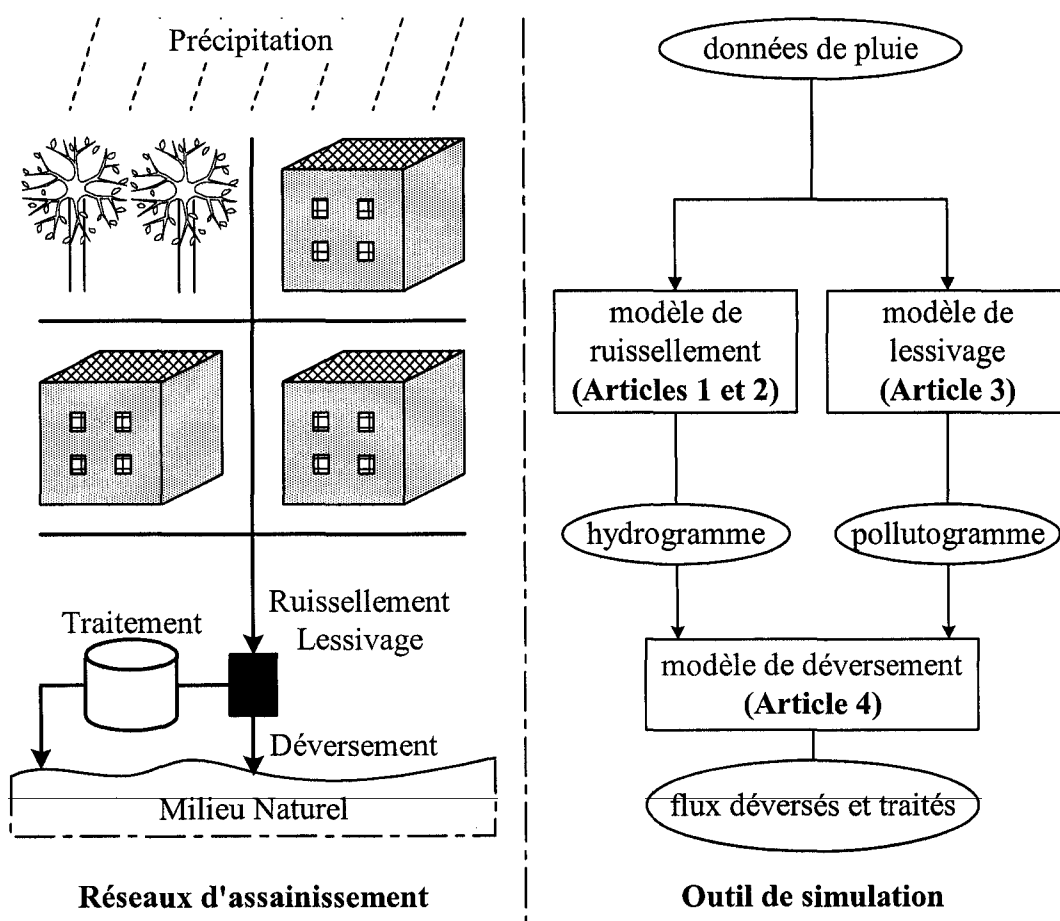 Précipitation
Ruissellement
Lessivage
Traitement
Déversement
Milieu Naturel
Réseaux d'assainissement
données de pluie
modèle de
ruissellement
(Articles 1 et 2)
modèle de
lessivage
(Article 3)
hydrogramme
pollutogramme
modèle de déversement
(Article 4)
flux déversés et traités
Outil de simulation